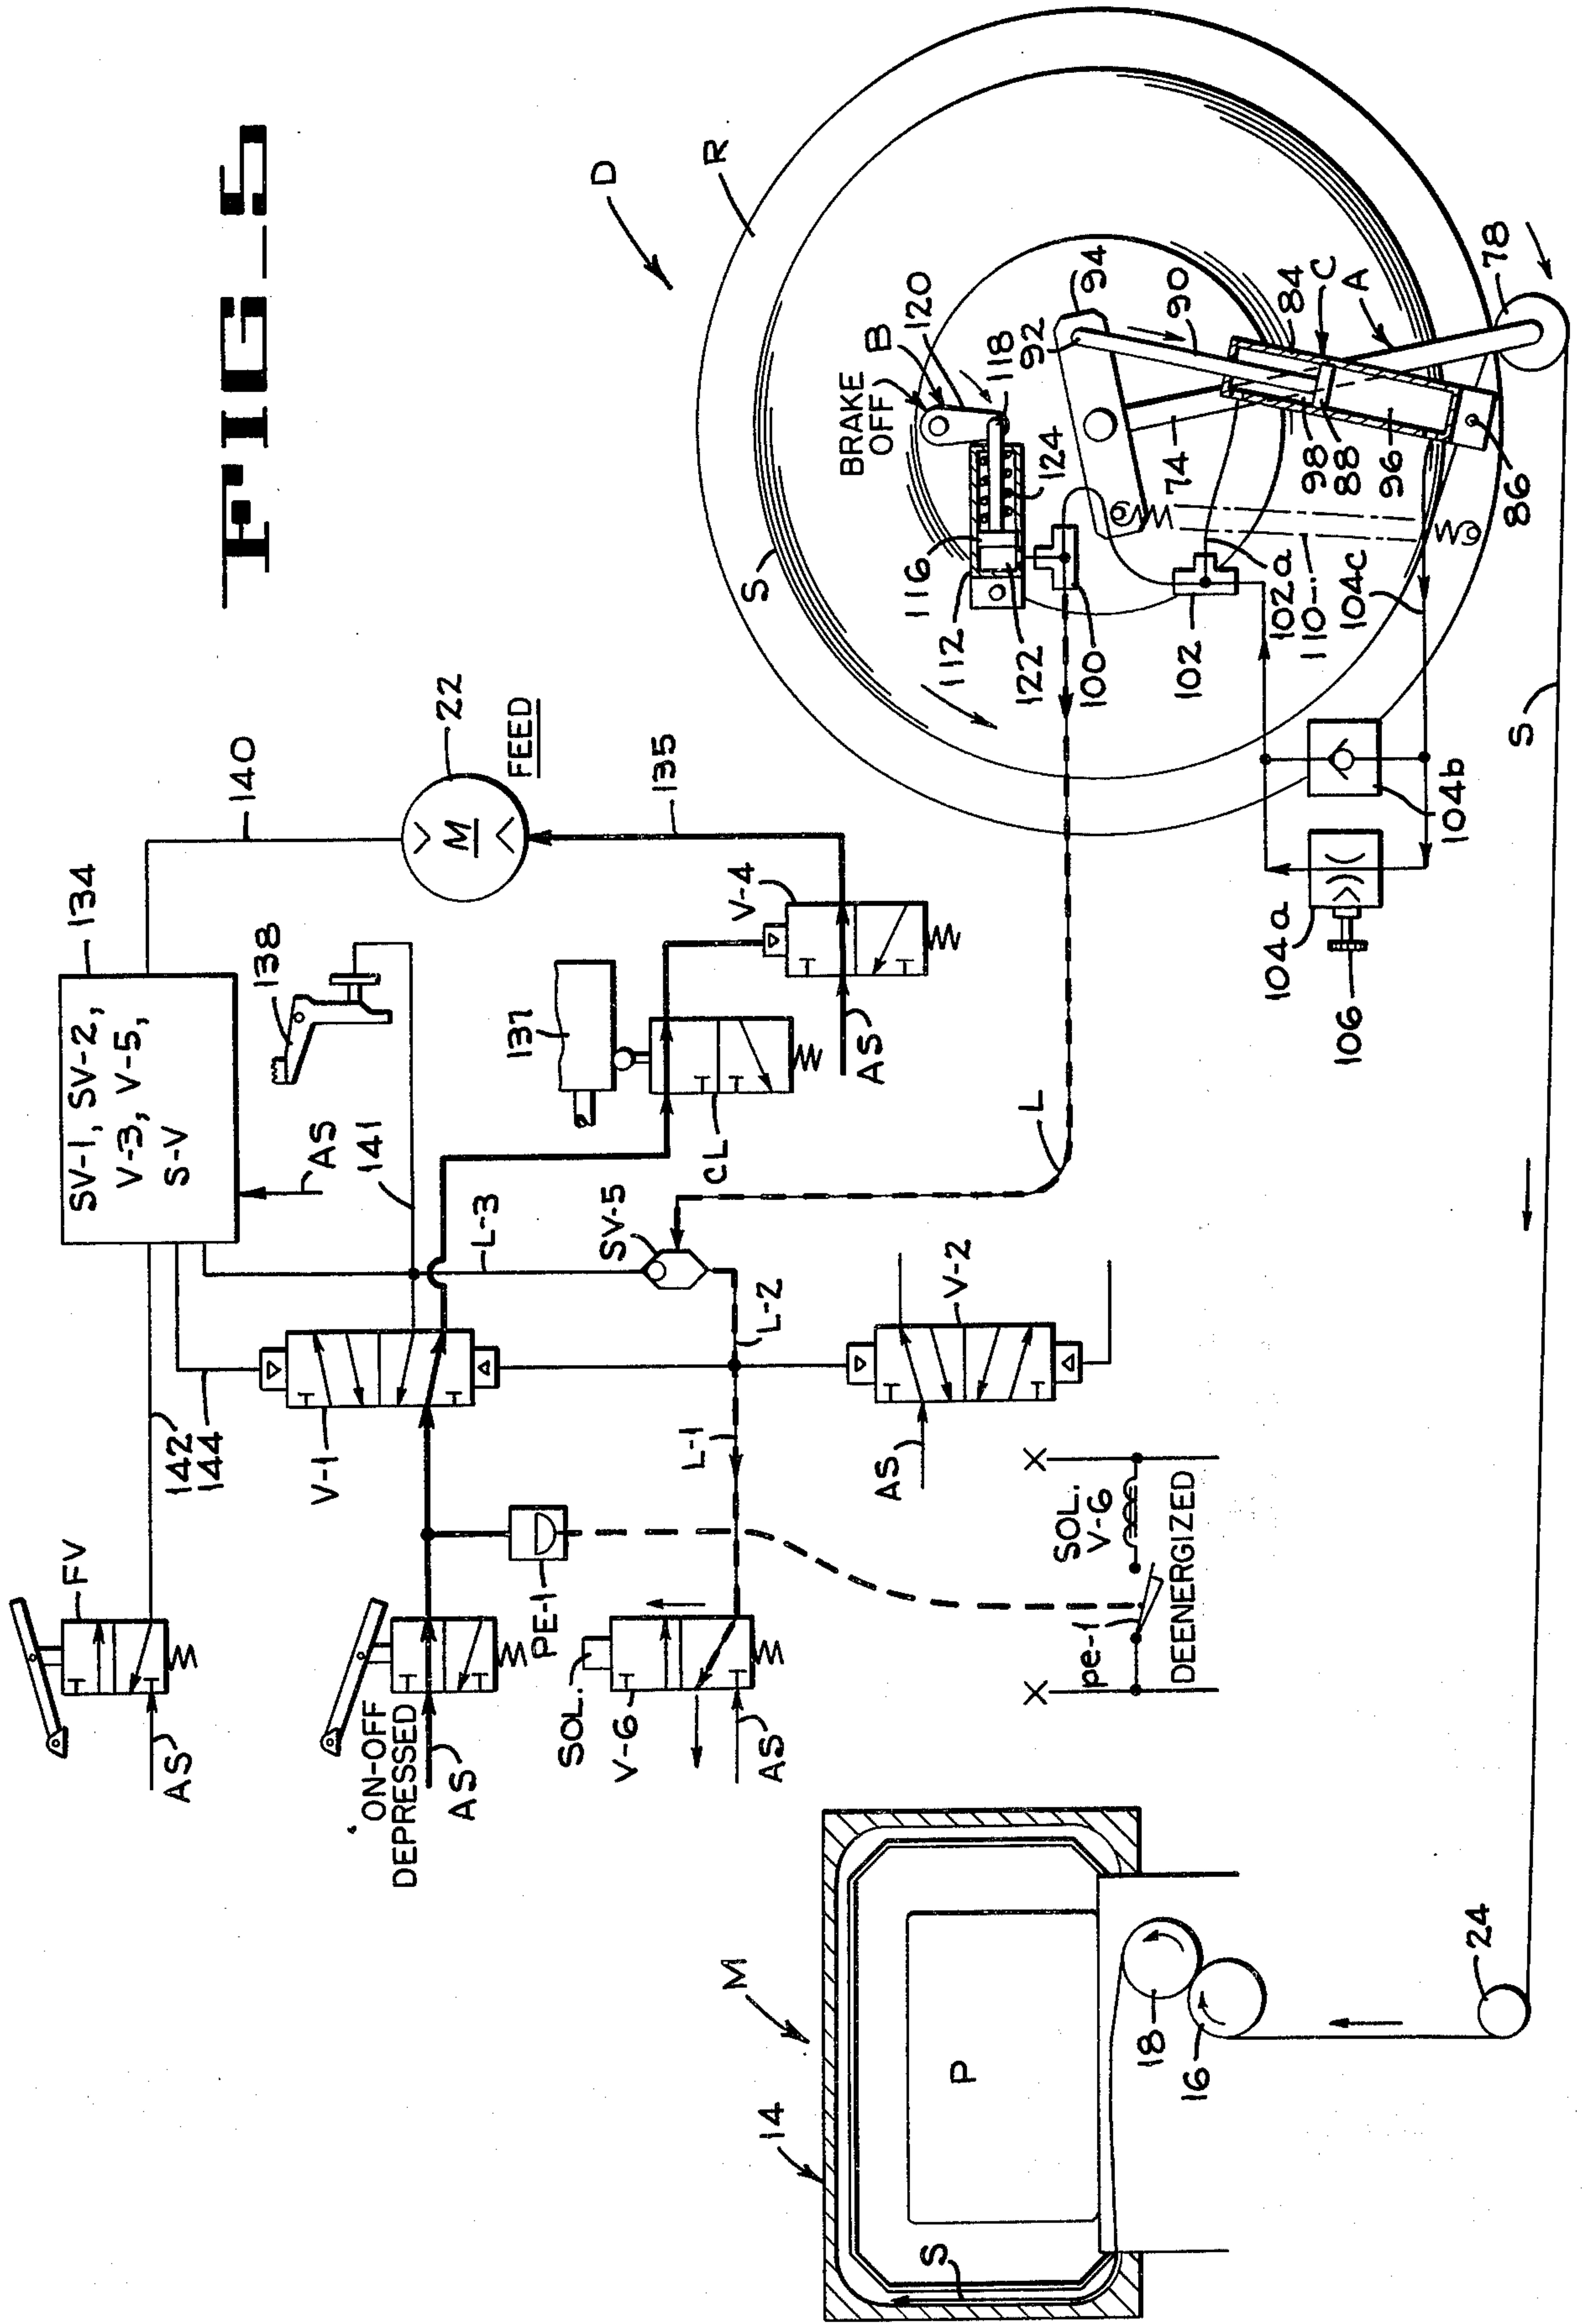 FIG_5
FV
AS
142
144
SV-1, SV-2,
V-3, V-5,
S-V
134
AS
138
141
140
M
22
FEED
135
ON-OFF
DEPRESSED
AS
V-1
L-3
137
CL
V-4
AS
PE-1
SOL.
V-6
AS
L-1
L-2
SV-5
V-2
AS
L
X
X
pe-1
SOL.
V-6
DEENERGIZED
D
R
S
BRAKE
OFF
B
120
116
112
122
118
124
100
92
94
90
74
84
C
A
98
88
96
86
78
102
102a
110
104c
104a
104b
106
S
M
14
P
S
18
16
24